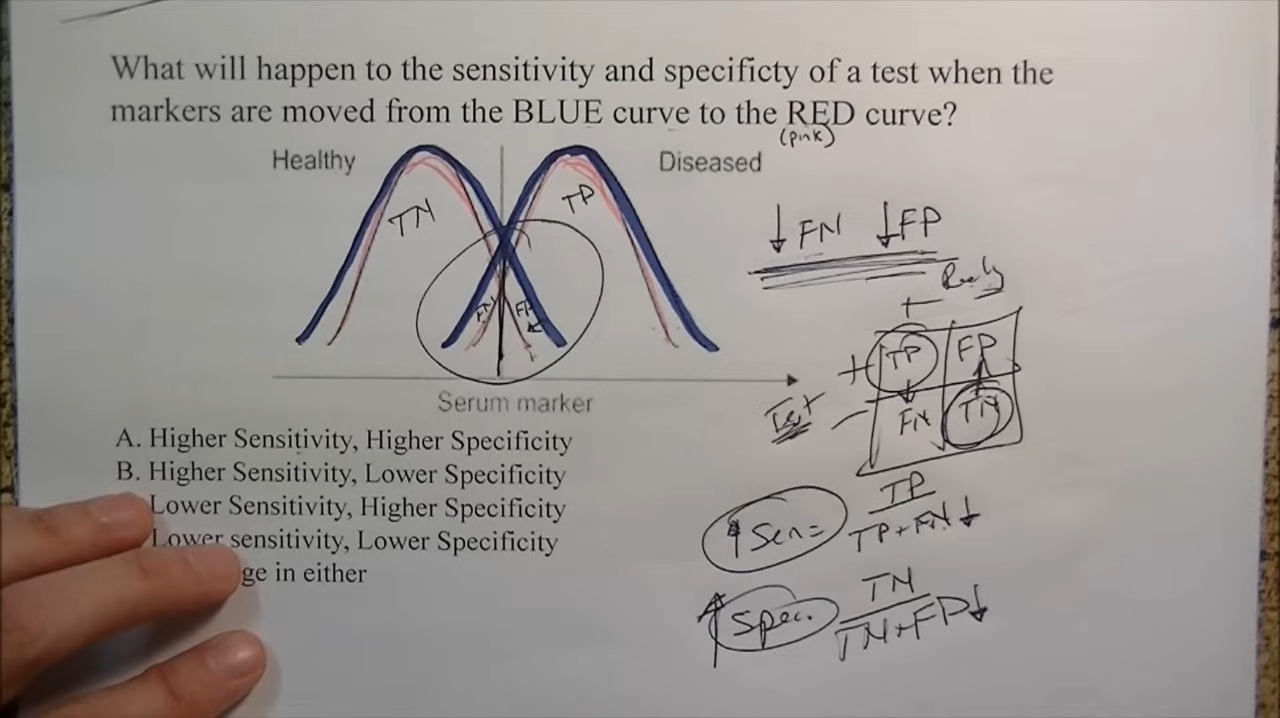 What will happen to the sensitivity and specificty of a test when the
markers are moved from the BLUE curve to the RED curve?
(pink)
Healthy
Diseased
TN
TP
↓ FN ↓ FP
FN
FP
+
+ TP FP
Test - FN TN
Serum marker
A. Higher Sensitivity, Higher Specificity
B. Higher Sensitivity, Lower Specificity
Lower Sensitivity, Higher Specificity
Lower sensitivity, Lower Specificity
ge in either
↑ Sen = TP
TP+FN ↓
↑ Spec. TN
TN+FP ↓